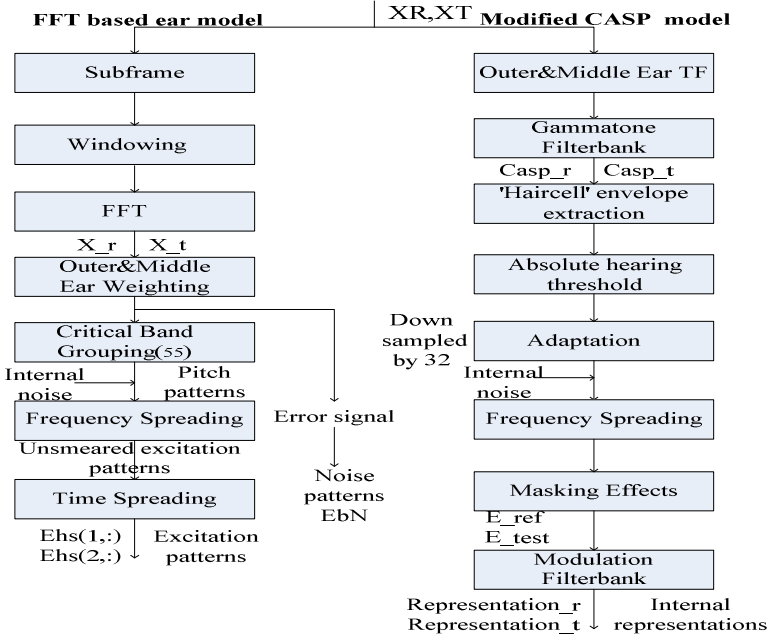 XR,XT
FFT based ear model
Subframe
Windowing
FFT
X_r X_t
Outer&Middle
Ear Weighting
Critical Band
Grouping(55)
Internal
noise
Pitch
patterns
Frequency Spreading
Unsmeared excitation
patterns
Time Spreading
Ehs(1,:)
Ehs(2,:)
Excitation
patterns
Error signal
Noise
patterns
EbN
Modified CASP model
Outer&Middle Ear TF
Gammatone
Filterbank
Casp_r Casp_t
'Haircell' envelope
extraction
Absolute hearing
threshold
Down
sampled
by 32
Adaptation
Internal
noise
Frequency Spreading
Masking Effects
E_ref
E_test
Modulation
Filterbank
Representation_r
Representation_t
Internal
representations